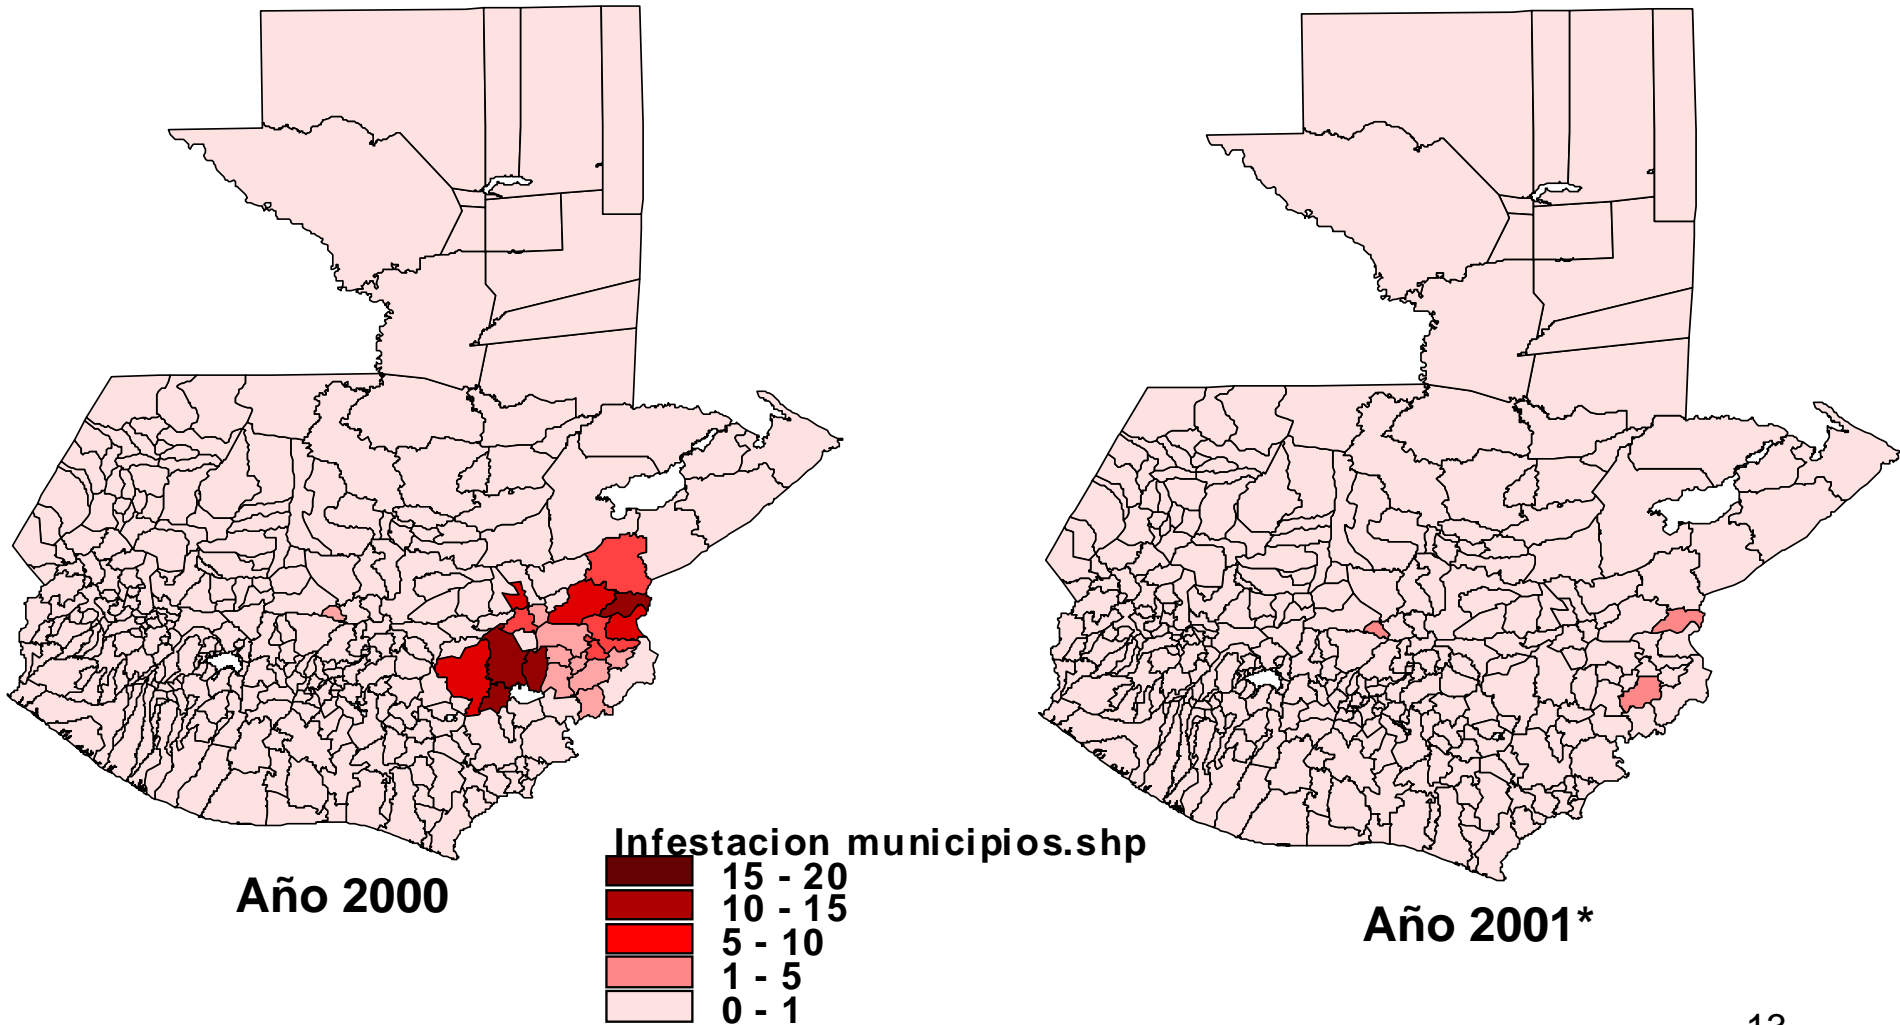 Infestacion municipios.shp
15 - 20
10 - 15
5 - 10
1 - 5
0 - 1
Año 2000
Año 2001*